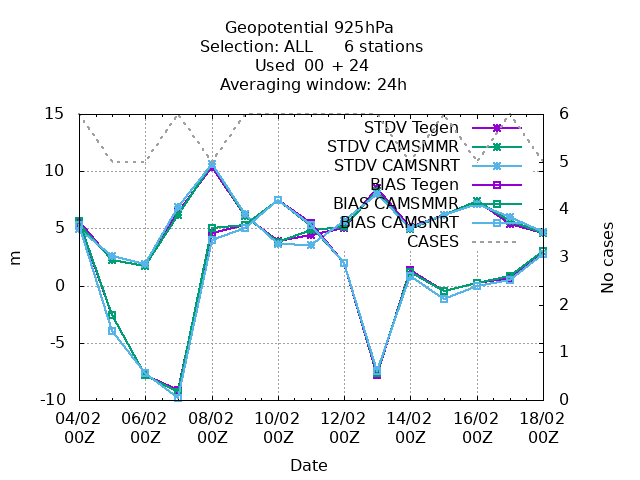 Geopotential 925hPa
Selection: ALL      6 stations
Used  00 + 24
Averaging window: 24h
15
10
5
0
-5
-10
m
6
5
4
3
2
1
0
No cases
STDV Tegen
STDV CAMSMMR
STDV CAMSNRT
BIAS Tegen
BIAS CAMSMMR
BIAS CAMSNRT
CASES
04/02 06/02 08/02 10/02 12/02 14/02 16/02 18/02
00Z 00Z 00Z 00Z 00Z 00Z 00Z 00Z
Date